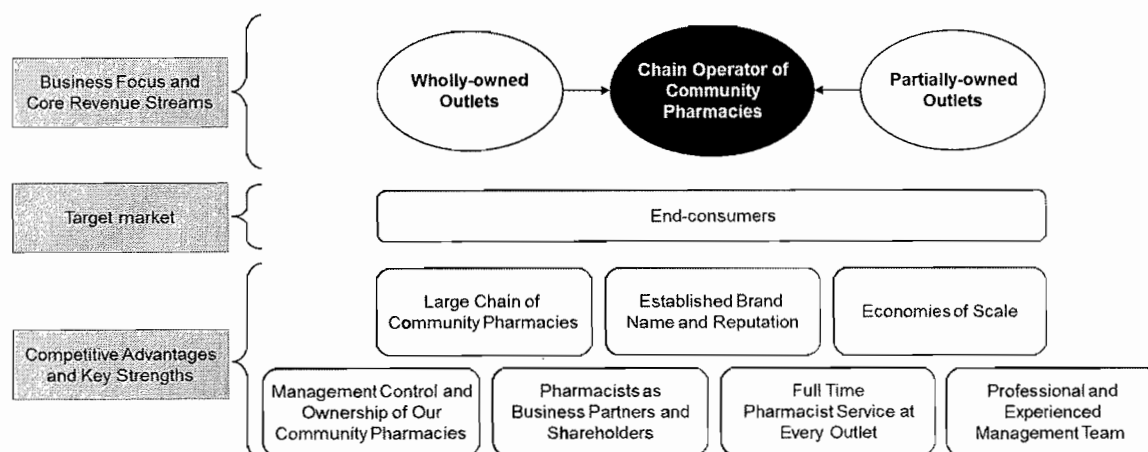 Business Focus and
Core Revenue Streams
Wholly-owned
Outlets
Chain Operator of
Community
Pharmacies
Partially-owned
Outlets
Target market
End-consumers
Competitive Advantages
and Key Strengths
Large Chain of
Community Pharmacies
Established Brand
Name and Reputation
Economies of Scale
Management Control and
Ownership of Our
Community Pharmacies
Pharmacists as
Business Partners and
Shareholders
Full Time
Pharmacist Service at
Every Outlet
Professional and
Experienced
Management Team